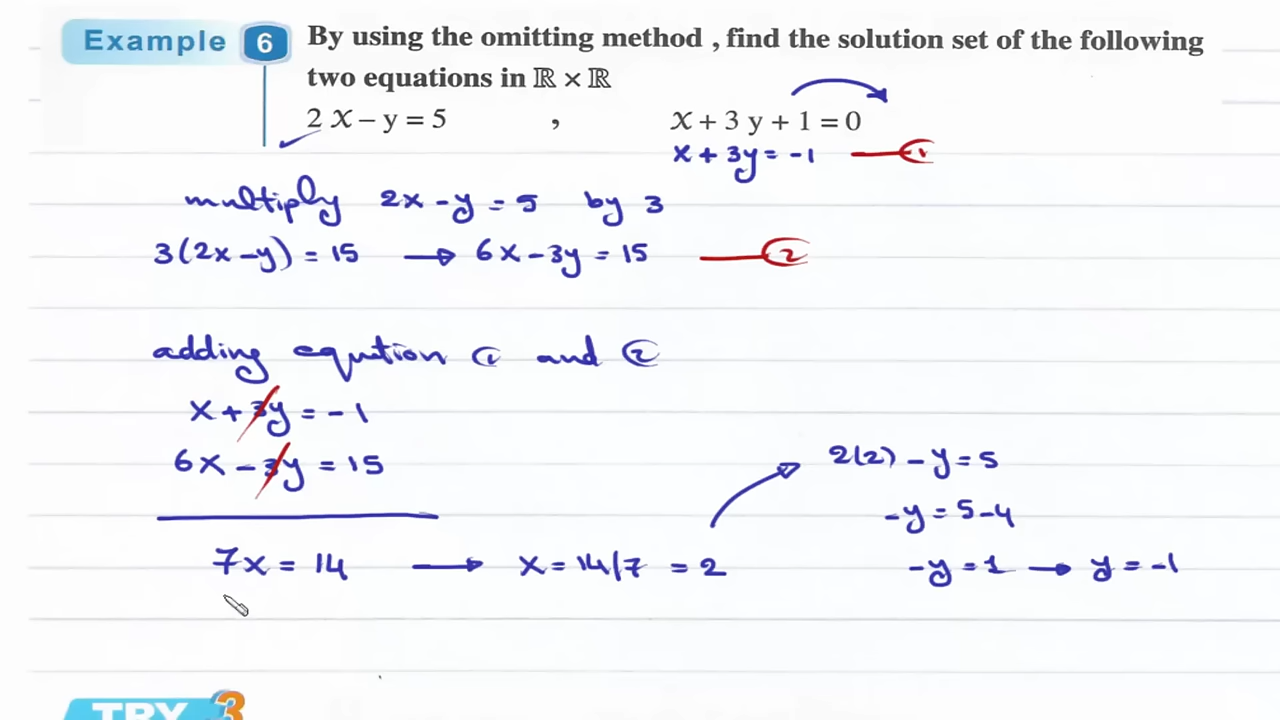 Example 6 By using the omitting method , find the solution set of the following
two equations in ℝ × ℝ
2 x – y = 5 , x + 3 y + 1 = 0
x + 3y = -1 ①
multiply 2x - y = 5 by 3
3(2x - y) = 15 → 6x - 3y = 15 ②
adding eqution ① and ②
x + 3y = -1
6x - 3y = 15
7x = 14 → x = 14/7 = 2
2(2) - y = 5
-y = 5 - 4
-y = 1 → y = -1
TRY 3